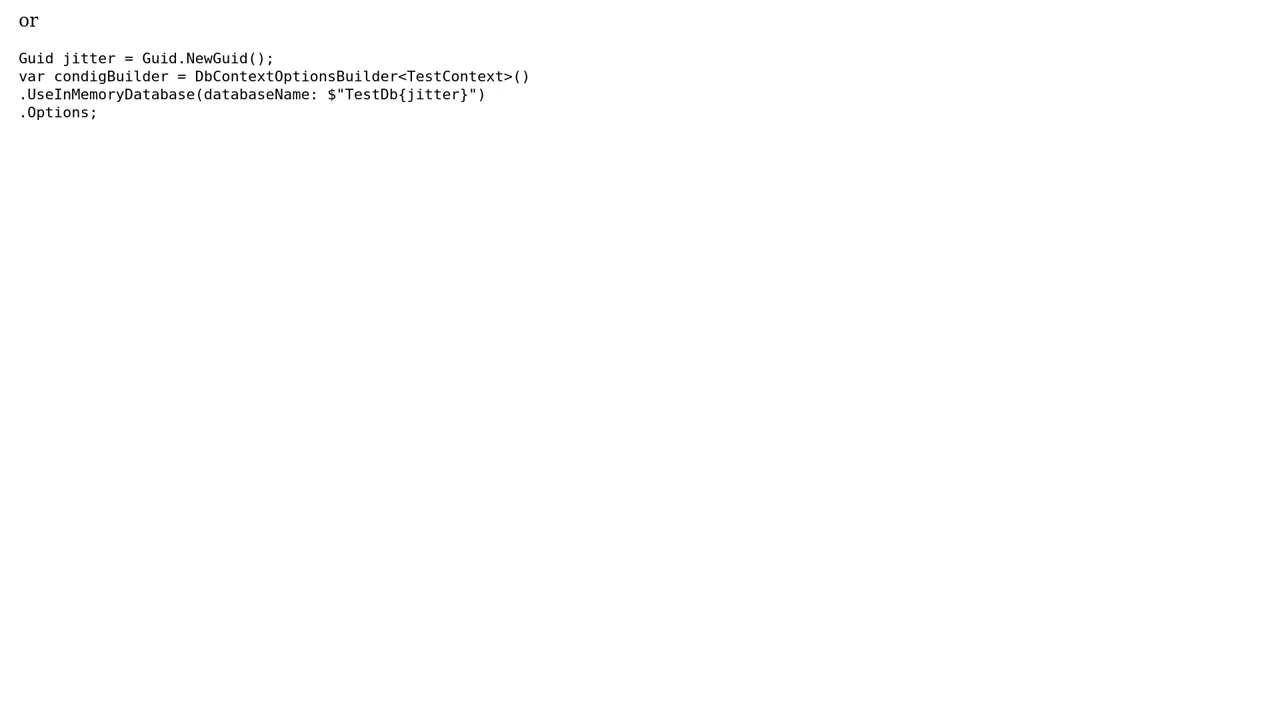 or
Guid jitter = Guid.NewGuid();
var condigBuilder = DbContextOptionsBuilder<TestContext>()
.UseInMemoryDatabase(databaseName: $"TestDb{jitter}")
.Options;